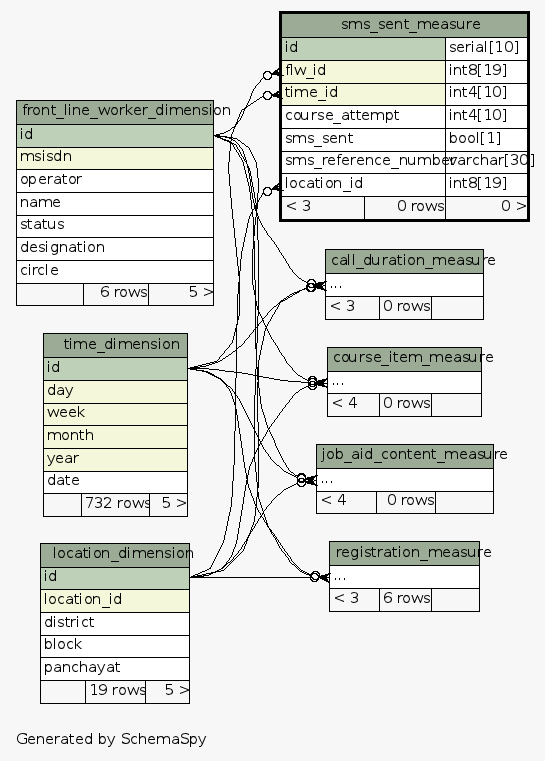 sms_sent_measure
id serial[10]
flw_id int8[19]
time_id int4[10]
course_attempt int4[10]
sms_sent bool[1]
sms_reference_number varchar[30]
location_id int8[19]
< 3 0 rows 0 >
front_line_worker_dimension
id
msisdn
operator
name
status
designation
circle
6 rows 5 >
call_duration_measure
...
< 3 0 rows
time_dimension
id
day
week
month
year
date
732 rows 5 >
course_item_measure
...
< 4 0 rows
job_aid_content_measure
...
< 4 0 rows
location_dimension
id
location_id
district
block
panchayat
19 rows 5 >
registration_measure
...
< 3 6 rows
Generated by SchemaSpy